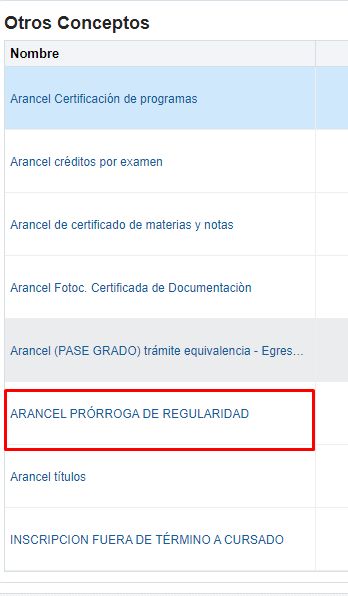 Otros Conceptos
Nombre
Arancel Certificación de programas
Arancel créditos por examen
Arancel de certificado de materias y notas
Arancel Fotoc. Certificada de Documentaciòn
Arancel (PASE GRADO) trámite equivalencia - Egres...
ARANCEL PRÓRROGA DE REGULARIDAD
Arancel títulos
INSCRIPCION FUERA DE TÉRMINO A CURSADO